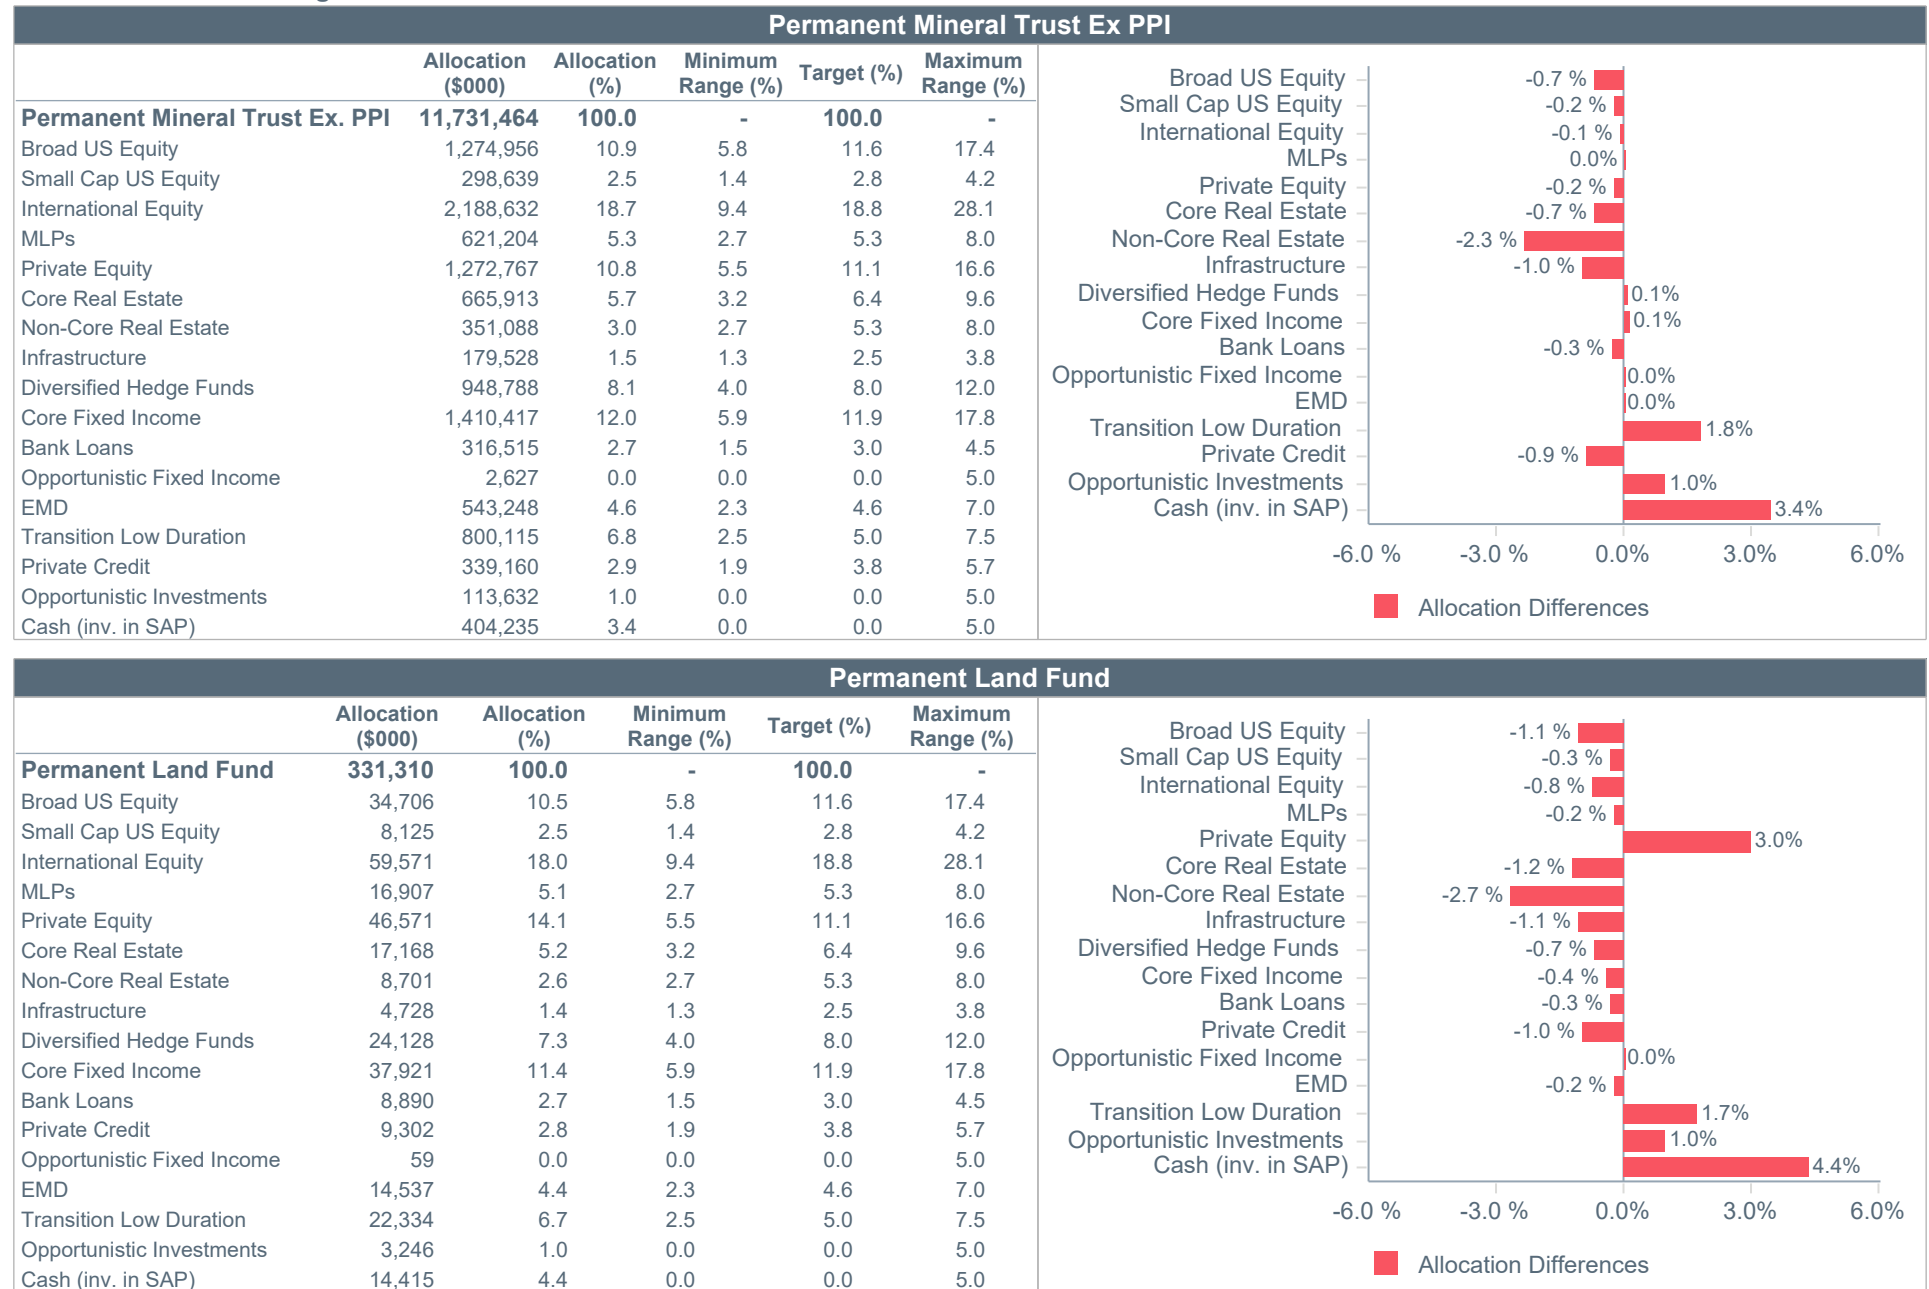 Permanent Mineral Trust Ex PPI
Allocation ($000) Allocation (%) Minimum Range (%) Target (%) Maximum Range (%)
Permanent Mineral Trust Ex. PPI 11,731,464 100.0 - 100.0 -
Broad US Equity 1,274,956 10.9 5.8 11.6 17.4
Small Cap US Equity 298,639 2.5 1.4 2.8 4.2
International Equity 2,188,632 18.7 9.4 18.8 28.1
MLPs 621,204 5.3 2.7 5.3 8.0
Private Equity 1,272,767 10.8 5.5 11.1 16.6
Core Real Estate 665,913 5.7 3.2 6.4 9.6
Non-Core Real Estate 351,088 3.0 2.7 5.3 8.0
Infrastructure 179,528 1.5 1.3 2.5 3.8
Diversified Hedge Funds 948,788 8.1 4.0 8.0 12.0
Core Fixed Income 1,410,417 12.0 5.9 11.9 17.8
Bank Loans 316,515 2.7 1.5 3.0 4.5
Opportunistic Fixed Income 2,627 0.0 0.0 0.0 5.0
EMD 543,248 4.6 2.3 4.6 7.0
Transition Low Duration 800,115 6.8 2.5 5.0 7.5
Private Credit 339,160 2.9 1.9 3.8 5.7
Opportunistic Investments 113,632 1.0 0.0 0.0 5.0
Cash (inv. in SAP) 404,235 3.4 0.0 0.0 5.0
Broad US Equity -0.7 %
Small Cap US Equity -0.2 %
International Equity -0.1 %
MLPs 0.0%
Private Equity -0.2 %
Core Real Estate -0.7 %
Non-Core Real Estate -2.3 %
Infrastructure -1.0 %
Diversified Hedge Funds 0.1%
Core Fixed Income 0.1%
Bank Loans -0.3 %
Opportunistic Fixed Income 0.0%
EMD 0.0%
Transition Low Duration 1.8%
Private Credit -0.9 %
Opportunistic Investments 1.0%
Cash (inv. in SAP) 3.4%
-6.0 % -3.0 % 0.0% 3.0% 6.0%
Allocation Differences
Permanent Land Fund
Allocation ($000) Allocation (%) Minimum Range (%) Target (%) Maximum Range (%)
Permanent Land Fund 331,310 100.0 - 100.0 -
Broad US Equity 34,706 10.5 5.8 11.6 17.4
Small Cap US Equity 8,125 2.5 1.4 2.8 4.2
International Equity 59,571 18.0 9.4 18.8 28.1
MLPs 16,907 5.1 2.7 5.3 8.0
Private Equity 46,571 14.1 5.5 11.1 16.6
Core Real Estate 17,168 5.2 3.2 6.4 9.6
Non-Core Real Estate 8,701 2.6 2.7 5.3 8.0
Infrastructure 4,728 1.4 1.3 2.5 3.8
Diversified Hedge Funds 24,128 7.3 4.0 8.0 12.0
Core Fixed Income 37,921 11.4 5.9 11.9 17.8
Bank Loans 8,890 2.7 1.5 3.0 4.5
Private Credit 9,302 2.8 1.9 3.8 5.7
Opportunistic Fixed Income 59 0.0 0.0 0.0 5.0
EMD 14,537 4.4 2.3 4.6 7.0
Transition Low Duration 22,334 6.7 2.5 5.0 7.5
Opportunistic Investments 3,246 1.0 0.0 0.0 5.0
Cash (inv. in SAP) 14,415 4.4 0.0 0.0 5.0
Broad US Equity -1.1 %
Small Cap US Equity -0.3 %
International Equity -0.8 %
MLPs -0.2 %
Private Equity 3.0%
Core Real Estate -1.2 %
Non-Core Real Estate -2.7 %
Infrastructure -1.1 %
Diversified Hedge Funds -0.7 %
Core Fixed Income -0.4 %
Bank Loans -0.3 %
Private Credit -1.0 %
Opportunistic Fixed Income 0.0%
EMD -0.2 %
Transition Low Duration 1.7%
Opportunistic Investments 1.0%
Cash (inv. in SAP) 4.4%
-6.0 % -3.0 % 0.0% 3.0% 6.0%
Allocation Differences